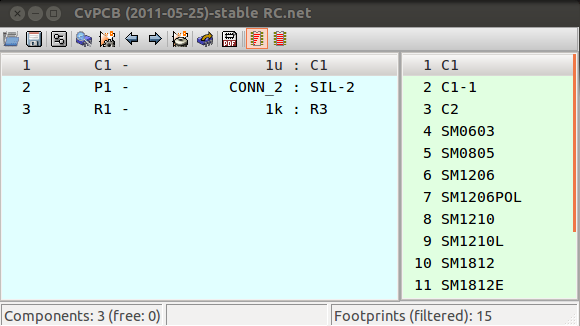 CvPCB (2011-05-25)-stable RC.net
PDF
1 C1 - 1u : C1
2 P1 - CONN_2 : SIL-2
3 R1 - 1k : R3
1 C1
2 C1-1
3 C2
4 SM0603
5 SM0805
6 SM1206
7 SM1206POL
8 SM1210
9 SM1210L
10 SM1812
11 SM1812E
Components: 3 (free: 0)
Footprints (filtered): 15